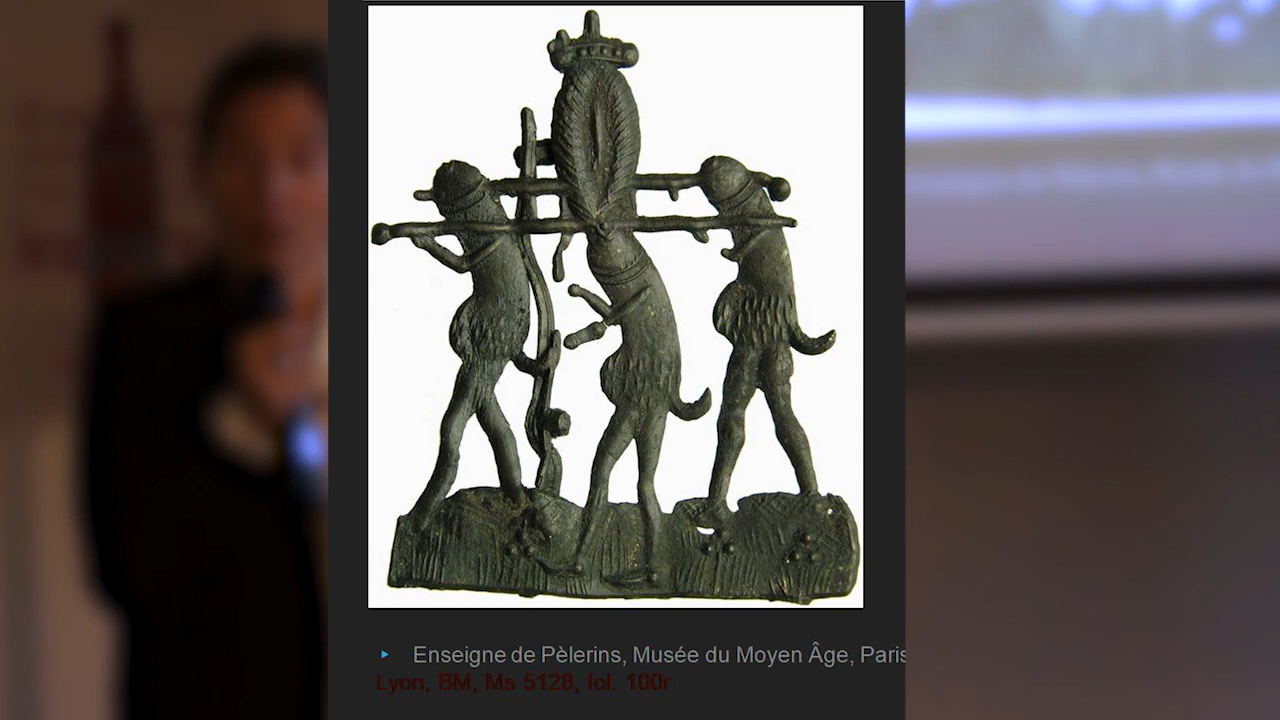 Enseigne de Pèlerins, Musée du Moyen Âge, Paris
Lyon, BM, Ms 5128, fol. 100r